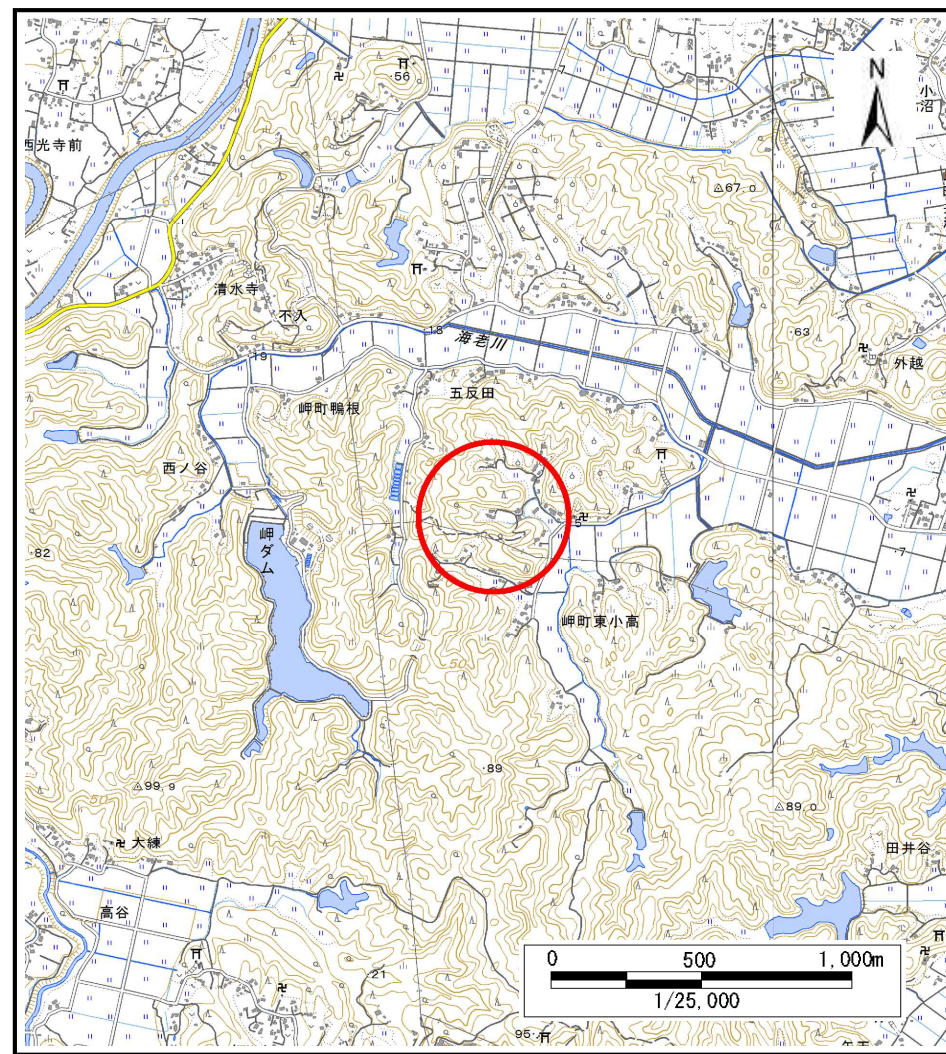 56
7
N
小
沼
西光寺前
67.0
清水寺
不入
18
海老川
63
19
外越
五反田
岬町鴨根
西ノ谷
岬ダム
82
7
岬町東小高
50
89
99.9
89.0
大練
田井谷
高谷
21
0 500 1,000m
1/25,000
95